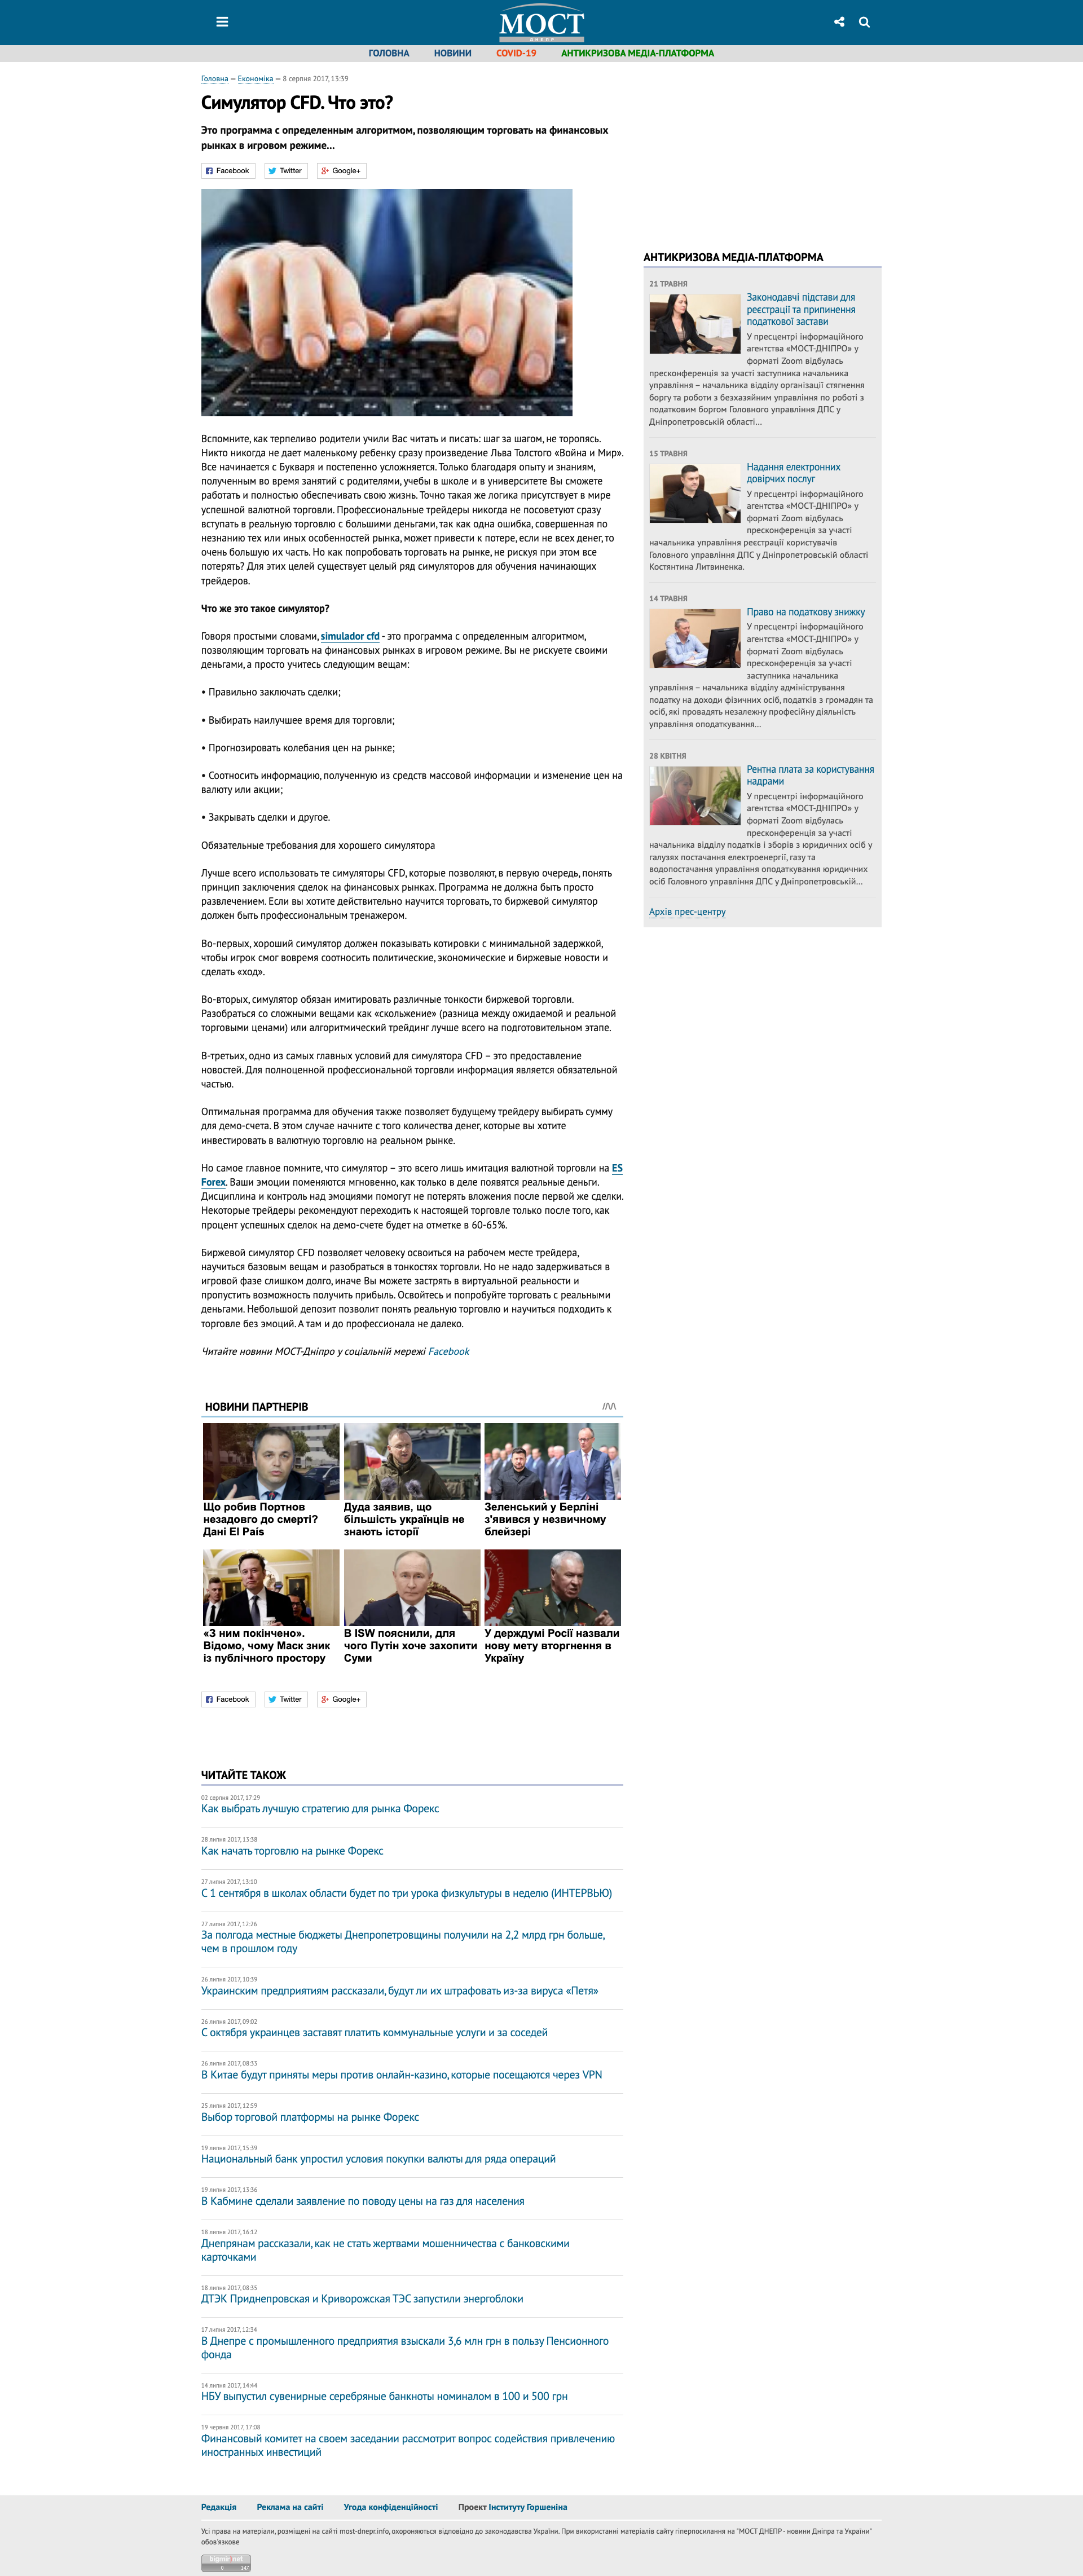 МОСТ
ДНЕПР
ГОЛОВНА НОВИНИ COVID-19 АНТИКРИЗОВА МЕДІА-ПЛАТФОРМА
Головна — Економіка — 8 серпня 2017, 13:39
Симулятор CFD. Что это?
Это программа с определенным алгоритмом, позволяющим торговать на финансовых
рынках в игровом режиме...
Facebook Twitter Google+
Вспомните, как терпеливо родители учили Вас читать и писать: шаг за шагом, не торопясь.
Никто никогда не дает маленькому ребенку сразу произведение Льва Толстого «Война и Мир».
Все начинается с Букваря и постепенно усложняется. Только благодаря опыту и знаниям,
полученным во время занятий с родителями, учебы в школе и в университете Вы сможете
работать и полностью обеспечивать свою жизнь. Точно такая же логика присутствует в мире
успешной валютной торговли. Профессиональные трейдеры никогда не посоветуют сразу
вступать в реальную торговлю с большими деньгами, так как одна ошибка, совершенная по
незнанию тех или иных особенностей рынка, может привести к потере, если не всех денег, то
очень большую их часть. Но как попробовать торговать на рынке, не рискуя при этом все
потерять? Для этих целей существует целый ряд симуляторов для обучения начинающих
трейдеров.
Что же это такое симулятор?
Говоря простыми словами, simulador cfd - это программа с определенным алгоритмом,
позволяющим торговать на финансовых рынках в игровом режиме. Вы не рискуете своими
деньгами, а просто учитесь следующим вещам:
• Правильно заключать сделки;
• Выбирать наилучшее время для торговли;
• Прогнозировать колебания цен на рынке;
• Соотносить информацию, полученную из средств массовой информации и изменение цен на
валюту или акции;
• Закрывать сделки и другое.
Обязательные требования для хорошего симулятора
Лучше всего использовать те симуляторы CFD, которые позволяют, в первую очередь, понять
принцип заключения сделок на финансовых рынках. Программа не должна быть просто
развлечением. Если вы хотите действительно научится торговать, то биржевой симулятор
должен быть профессиональным тренажером.
Во-первых, хороший симулятор должен показывать котировки с минимальной задержкой,
чтобы игрок смог вовремя соотносить политические, экономические и биржевые новости и
сделать «ход».
Во-вторых, симулятор обязан имитировать различные тонкости биржевой торговли.
Разобраться со сложными вещами как «скольжение» (разница между ожидаемой и реальной
торговыми ценами) или алгоритмический трейдинг лучше всего на подготовительном этапе.
В-третьих, одно из самых главных условий для симулятора CFD – это предоставление
новостей. Для полноценной профессиональной торговли информация является обязательной
частью.
Оптимальная программа для обучения также позволяет будущему трейдеру выбирать сумму
для демо-счета. В этом случае начните с того количества денег, которые вы хотите
инвестировать в валютную торговлю на реальном рынке.
Но самое главное помните, что симулятор – это всего лишь имитация валютной торговли на ES
Forex. Ваши эмоции поменяются мгновенно, как только в деле появятся реальные деньги.
Дисциплина и контроль над эмоциями помогут не потерять вложения после первой же сделки.
Некоторые трейдеры рекомендуют переходить к настоящей торговле только после того, как
процент успешных сделок на демо-счете будет на отметке в 60-65%.
Биржевой симулятор CFD позволяет человеку освоиться на рабочем месте трейдера,
научиться базовым вещам и разобраться в тонкостях торговли. Но не надо задерживаться в
игровой фазе слишком долго, иначе Вы можете застрять в виртуальной реальности и
пропустить возможность получить прибыль. Освойтесь и попробуйте торговать с реальными
деньгами. Небольшой депозит позволит понять реальную торговлю и научиться подходить к
торговле без эмоций. А там и до профессионала не далеко.
Читайте новини МОСТ-Дніпро у соціальній мережі Facebook
АНТИКРИЗОВА МЕДІА-ПЛАТФОРМА
21 ТРАВНЯ
Законодавчі підстави для
реєстрації та припинення
податкової застави
У пресцентрі інформаційного
агентства «МОСТ-ДНІПРО» у
форматі Zoom відбулась
пресконференція за участі заступника начальника
управління – начальника відділу організації стягнення
боргу та роботи з безхазяйним управління по роботі з
податковим боргом Головного управління ДПС у
Дніпропетровській області...
15 ТРАВНЯ
Надання електронних
довірчих послуг
У пресцентрі інформаційного
агентства «МОСТ-ДНІПРО» у
форматі Zoom відбулась
пресконференція за участі
начальника управління реєстрації користувачів
Головного управління ДПС у Дніпропетровській області
Костянтина Литвиненка.
14 ТРАВНЯ
Право на податкову знижку
У пресцентрі інформаційного
агентства «МОСТ-ДНІПРО» у
форматі Zoom відбулась
пресконференція за участі
заступника начальника
управління – начальника відділу адміністрування
податку на доходи фізичних осіб, податків з громадян та
осіб, які провадять незалежну професійну діяльність
управління оподаткування...
28 КВІТНЯ
Рентна плата за користування
надрами
У пресцентрі інформаційного
агентства «МОСТ-ДНІПРО» у
форматі Zoom відбулась
пресконференція за участі
начальника відділу податків і зборів з юридичних осіб у
галузях постачання електроенергії, газу та
водопостачання управління оподаткування юридичних
осіб Головного управління ДПС у Дніпропетровській...
Архів прес-центру
НОВИНИ ПАРТНЕРІВ
Що робив Портнов
незадовго до смерті?
Дані El País
Дуда заявив, що
більшість українців не
знають історії
Зеленський у Берліні
з'явився у незвичному
блейзері
«З ним покінчено».
Відомо, чому Маск зник
із публічного простору
В ISW пояснили, для
чого Путін хоче захопити
Суми
У держдумі Росії назвали
нову мету вторгнення в
Україну
Facebook Twitter Google+
ЧИТАЙТЕ ТАКОЖ
02 серпня 2017, 17:29
Как выбрать лучшую стратегию для рынка Форекс
28 липня 2017, 13:38
Как начать торговлю на рынке Форекс
27 липня 2017, 13:10
С 1 сентября в школах области будет по три урока физкультуры в неделю (ИНТЕРВЬЮ)
27 липня 2017, 12:26
За полгода местные бюджеты Днепропетровщины получили на 2,2 млрд грн больше,
чем в прошлом году
26 липня 2017, 10:39
Украинским предприятиям рассказали, будут ли их штрафовать из-за вируса «Петя»
26 липня 2017, 09:02
С октября украинцев заставят платить коммунальные услуги и за соседей
26 липня 2017, 08:33
В Китае будут приняты меры против онлайн-казино, которые посещаются через VPN
25 липня 2017, 12:59
Выбор торговой платформы на рынке Форекс
19 липня 2017, 15:39
Национальный банк упростил условия покупки валюты для ряда операций
19 липня 2017, 13:36
В Кабмине сделали заявление по поводу цены на газ для населения
18 липня 2017, 16:12
Днепрянам рассказали, как не стать жертвами мошенничества с банковскими
карточками
18 липня 2017, 08:35
ДТЭК Приднепровская и Криворожская ТЭС запустили энергоблоки
17 липня 2017, 12:34
В Днепре с промышленного предприятия взыскали 3,6 млн грн в пользу Пенсионного
фонда
14 липня 2017, 14:44
НБУ выпустил сувенирные серебряные банкноты номиналом в 100 и 500 грн
19 червня 2017, 17:08
Финансовый комитет на своем заседании рассмотрит вопрос содействия привлечению
иностранных инвестиций
Редакція Реклама на сайті Угода конфіденційності Проект Інституту Горшеніна
Усі права на матеріали, розміщені на сайті most-dnepr.info, охороняються відповідно до законодавства України. При використанні матеріалів сайту гіперпосилання на "МОСТ ДНЕПР - новини Дніпра та України"
обов'язкове
bigmir)net
8 147